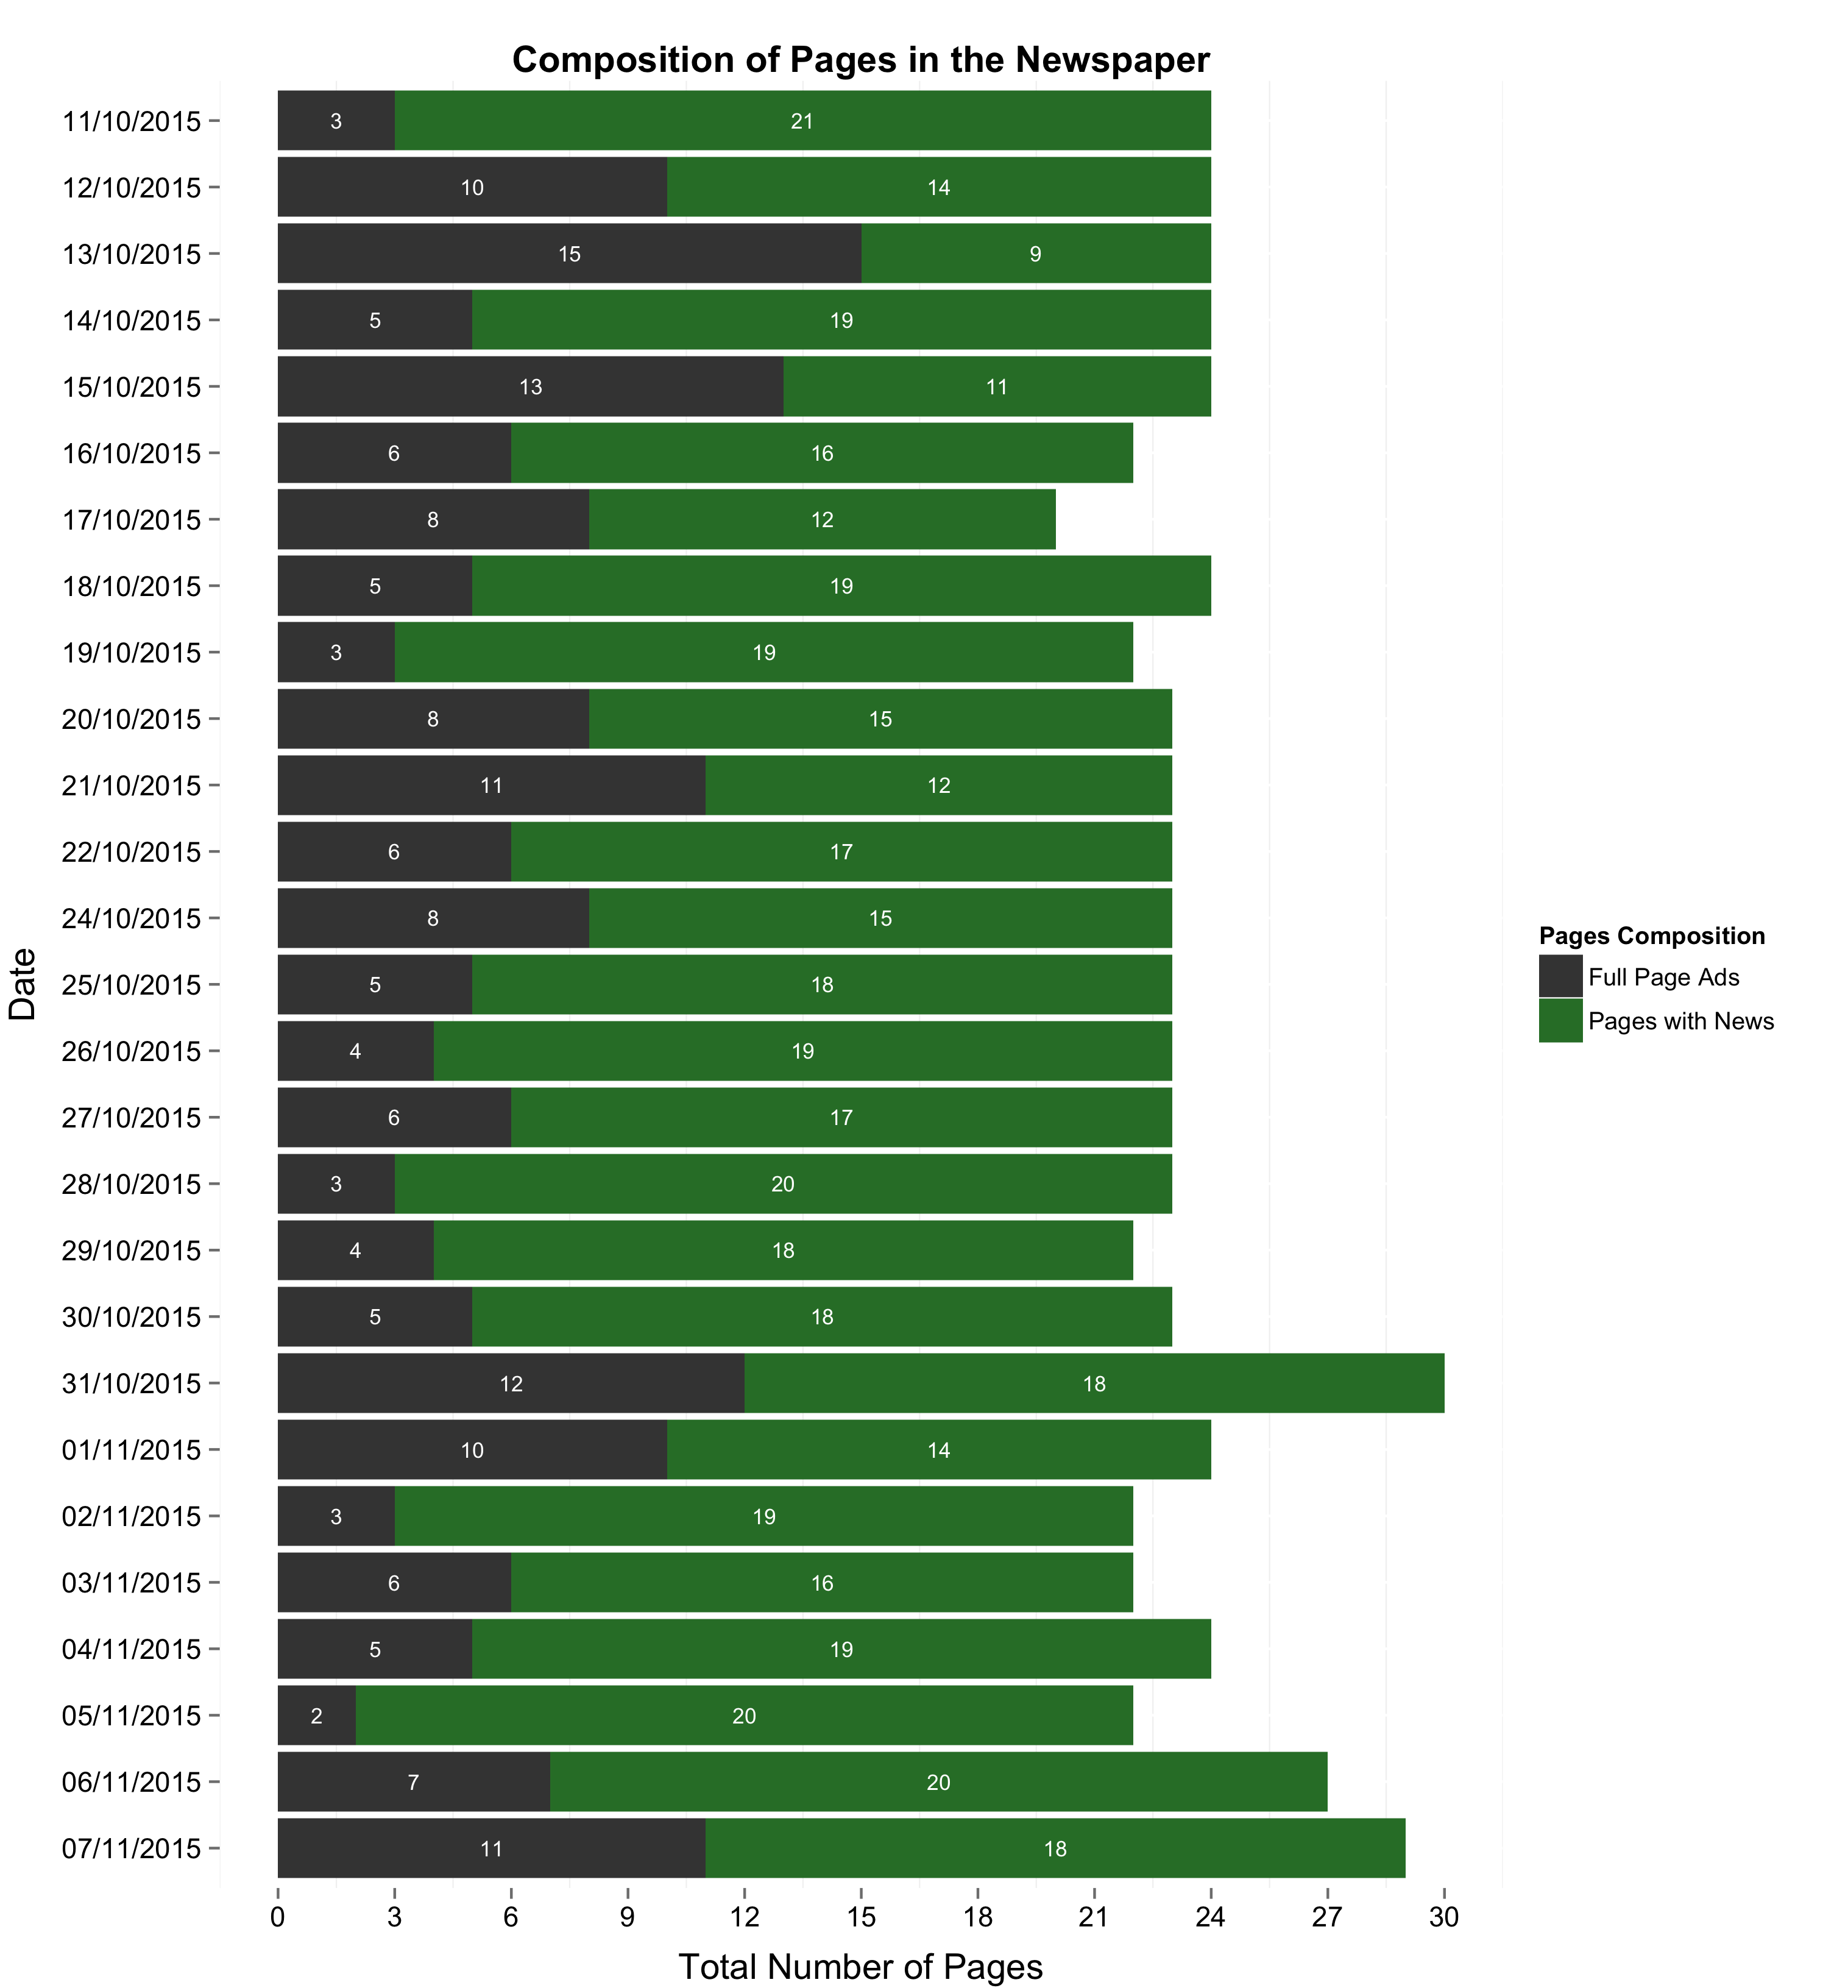 Composition of Pages in the Newspaper
11/10/2015 3 21
12/10/2015 10 14
13/10/2015 15 9
14/10/2015 5 19
15/10/2015 13 11
16/10/2015 6 16
17/10/2015 8 12
18/10/2015 5 19
19/10/2015 3 19
20/10/2015 8 15
21/10/2015 11 12
22/10/2015 6 17
24/10/2015 8 15
25/10/2015 5 18
26/10/2015 4 19
27/10/2015 6 17
28/10/2015 3 20
29/10/2015 4 18
30/10/2015 5 18
31/10/2015 12 18
01/11/2015 10 14
02/11/2015 3 19
03/11/2015 6 16
04/11/2015 5 19
05/11/2015 2 20
06/11/2015 7 20
07/11/2015 11 18
0 3 6 9 12 15 18 21 24 27 30
Total Number of Pages
Date
Pages Composition
Full Page Ads
Pages with News